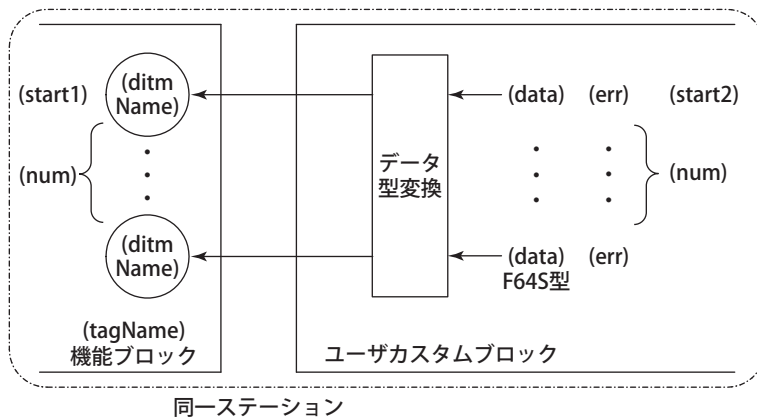 (start1)
(ditm
Name)
(num)
(ditm
Name)
(tagName)
機能ブロック
データ
型変換
(data) (err) (start2)
(num)
(data) (err)
F64S型
ユーザカスタムブロック
同一ステーション